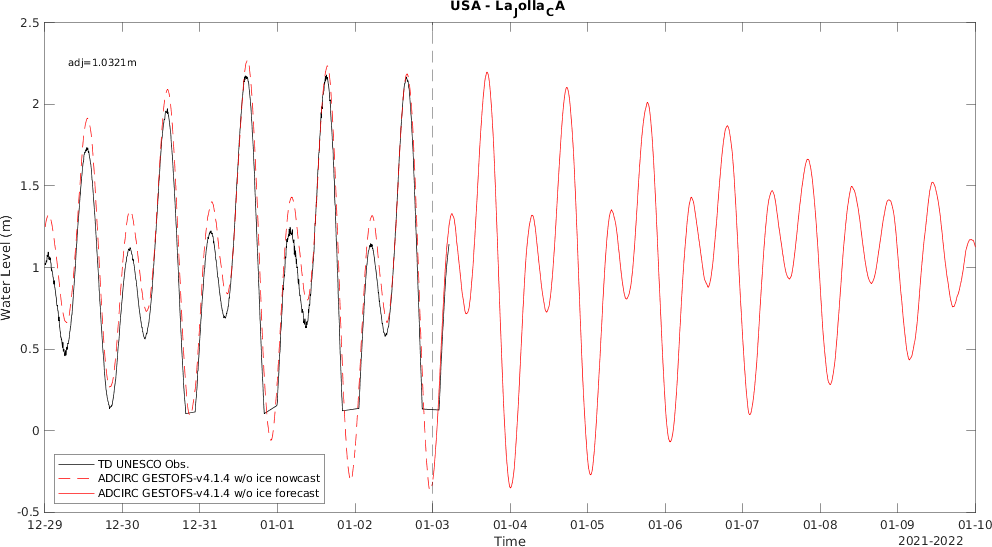 USA - LaJollaCA
2.5
2
1.5
1
0.5
0
-0.5
Water Level (m)
adj=1.0321m
TD UNESCO Obs.
ADCIRC GESTOFS-v4.1.4 w/o ice nowcast
ADCIRC GESTOFS-v4.1.4 w/o ice forecast
12-29 12-30 12-31 01-01 01-02 01-03 01-04 01-05 01-06 01-07 01-08 01-09 01-10
Time
2021-2022